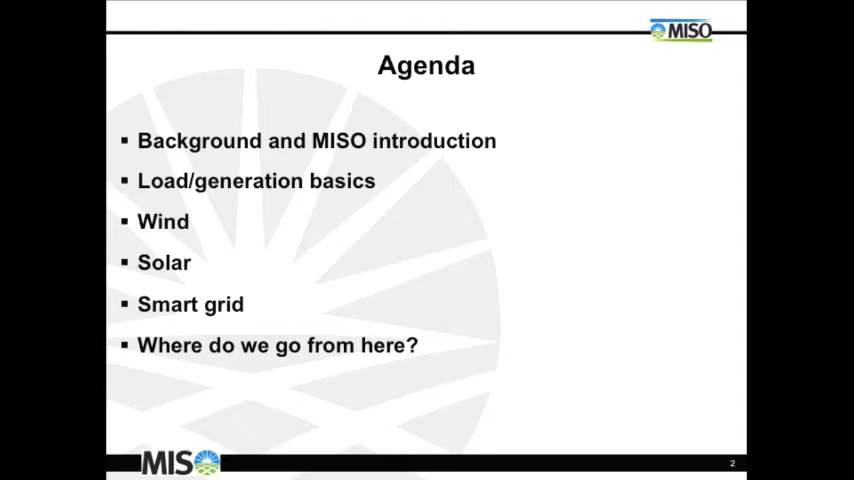 MISO
Agenda
▪ Background and MISO introduction
▪ Load/generation basics
▪ Wind
▪ Solar
▪ Smart grid
▪ Where do we go from here?
MISO
2